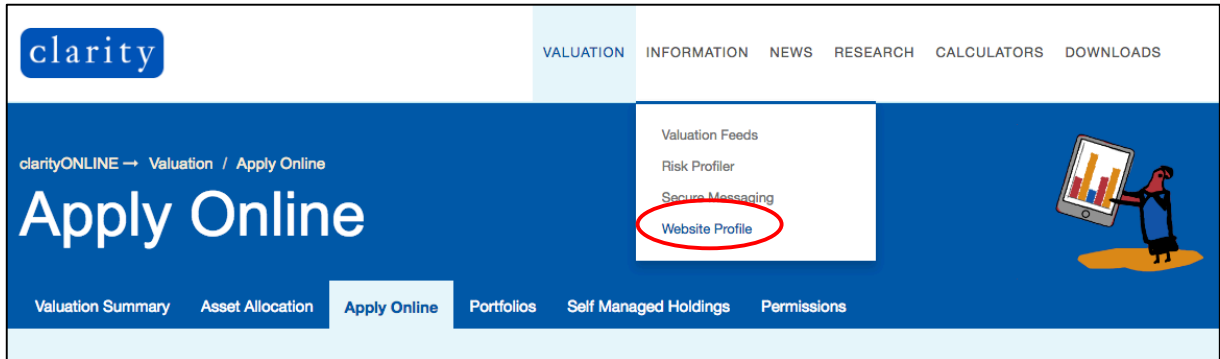 clarity
VALUATION INFORMATION NEWS RESEARCH CALCULATORS DOWNLOADS
Valuation Feeds
Risk Profiler
Secure Messaging
Website Profile
clarityONLINE → Valuation / Apply Online
Apply Online
Valuation Summary Asset Allocation Apply Online Portfolios Self Managed Holdings Permissions